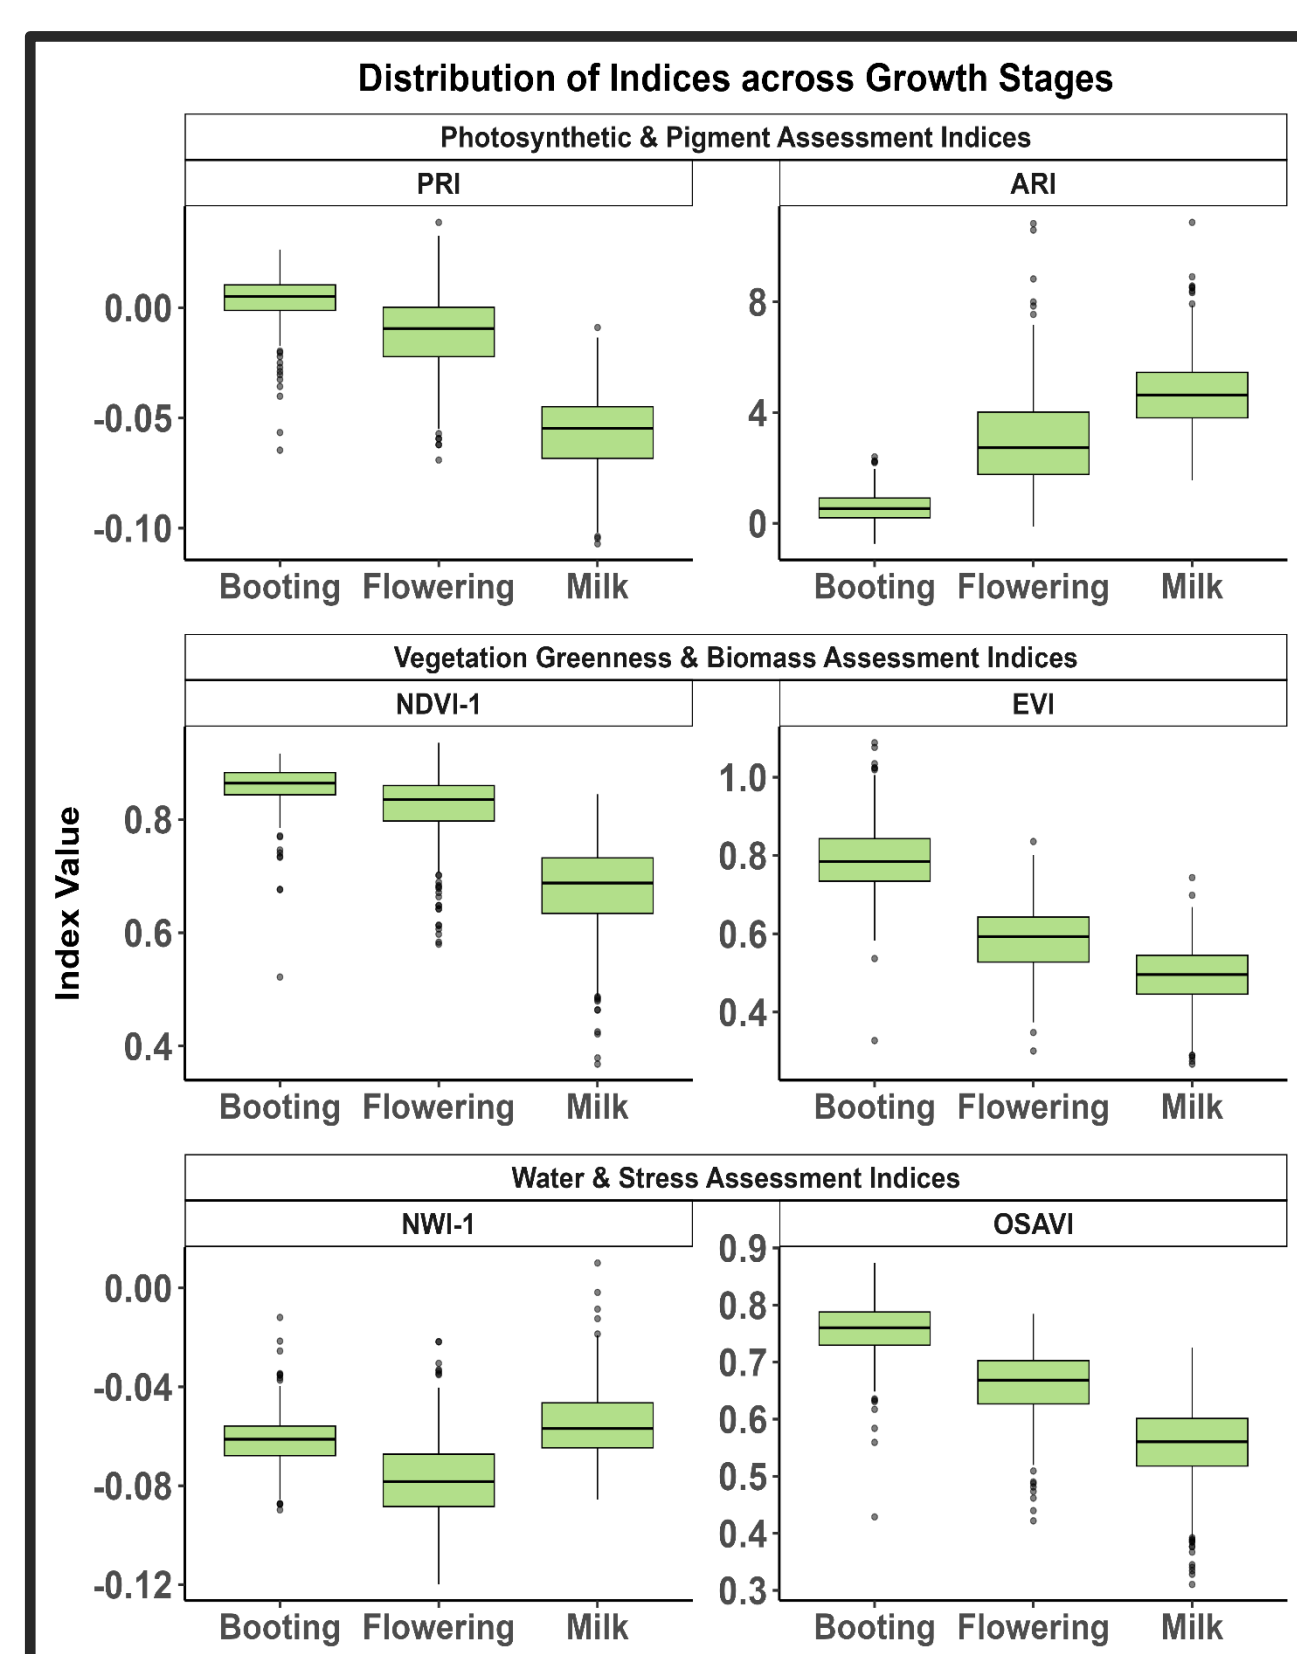 Distribution of Indices across Growth Stages
Photosynthetic & Pigment Assessment Indices
PRI
ARI
0.00
-0.05
-0.10
8
4
0
Booting Flowering Milk
Booting Flowering Milk
Vegetation Greenness & Biomass Assessment Indices
NDVI-1
EVI
Index Value
0.8
0.6
0.4
1.0
0.8
0.6
0.4
Booting Flowering Milk
Booting Flowering Milk
Water & Stress Assessment Indices
NWI-1
OSAVI
0.00
-0.04
-0.08
-0.12
0.9
0.8
0.7
0.6
0.5
0.4
0.3
Booting Flowering Milk
Booting Flowering Milk